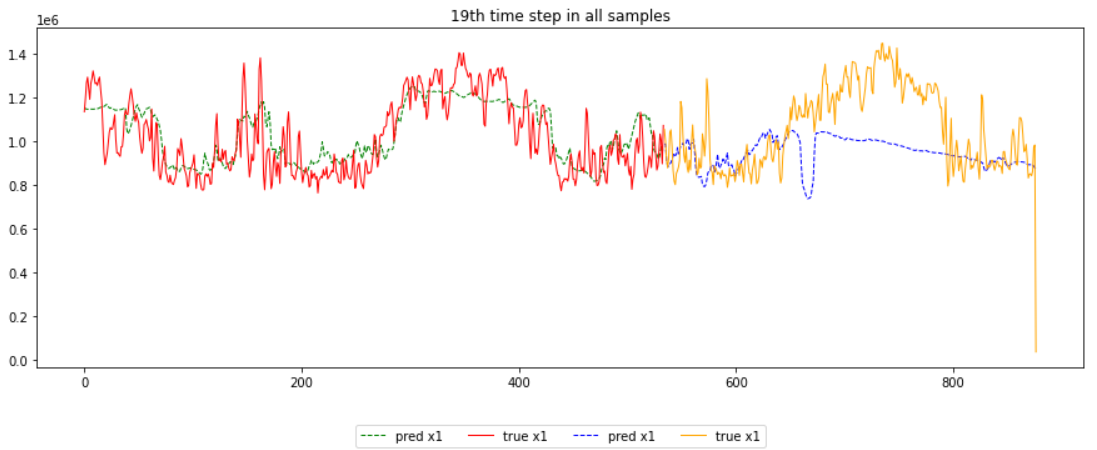 19th time step in all samples
1e6
1.4
1.2
1.0
0.8
0.6
0.4
0.2
0.0
0 200 400 600 800
pred x1 true x1 pred x1 true x1